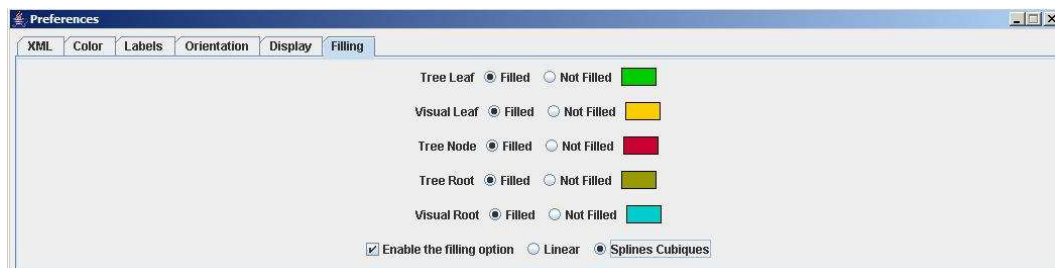 Preferences
XML Color Labels Orientation Display Filling
Tree Leaf Filled Not Filled
Visual Leaf Filled Not Filled
Tree Node Filled Not Filled
Tree Root Filled Not Filled
Visual Root Filled Not Filled
Enable the filling option Linear Splines Cubiques